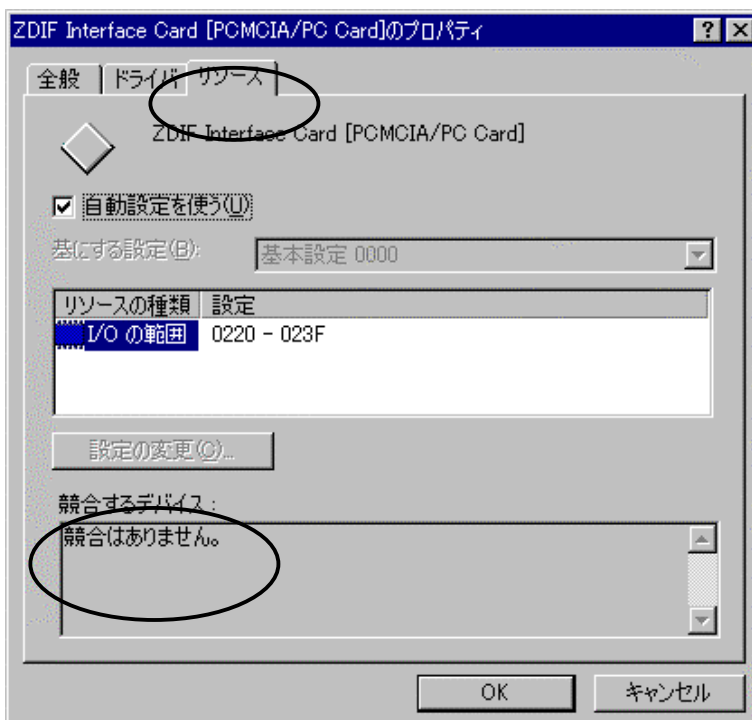 ZDIF Interface Card [PCMCIA/PC Card]のプロパティ
全般 ドライバ リソース
ZDIF Interface Card [PCMCIA/PC Card]
自動設定を使う(U)
基にする設定(B): 基本設定 0000
リソースの種類 設定
I/O の範囲 0220 - 023F
設定の変更(C)...
競合するデバイス :
競合はありません。
OK キャンセル